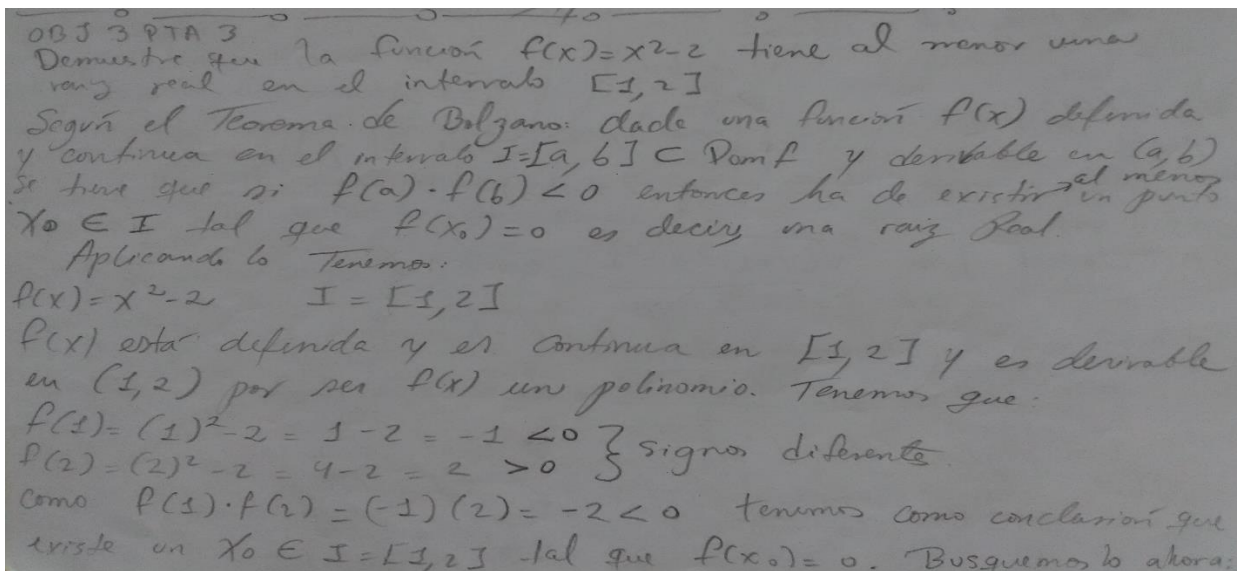 OBJ 3 PTA 3
Demuestre que la función f(x)=x²-2 tiene al menor una
raiz real en el intervalo [1,2]
Según el Teorema de Bolzano: dada una función f(x) definida
y continua en el intervalo I=[a,b] ⊂ Dom f y derivable en (a,b)
se tiene que si f(a)·f(b)<0 entonces ha de existir al menos un punto
X₀ ∈ I tal que f(x₀)=0 es decir, una raiz Real.
Aplicando lo Tenemos:
f(x)=x²-2 I=[1,2]
f(x) está definida y es continua en [1,2] y es derivable
en (1,2) por ser f(x) un polinomio. Tenemos que:
f(1)=(1)²-2=1-2=-1 <0 } signos diferente
f(2)=(2)²-2=4-2=2 >0
como f(1)·f(2)=(-1)(2)=-2<0 tenemos como conclusión que
existe un X₀ ∈ I=[1,2] tal que f(x₀)=0. Busquemos lo ahora: